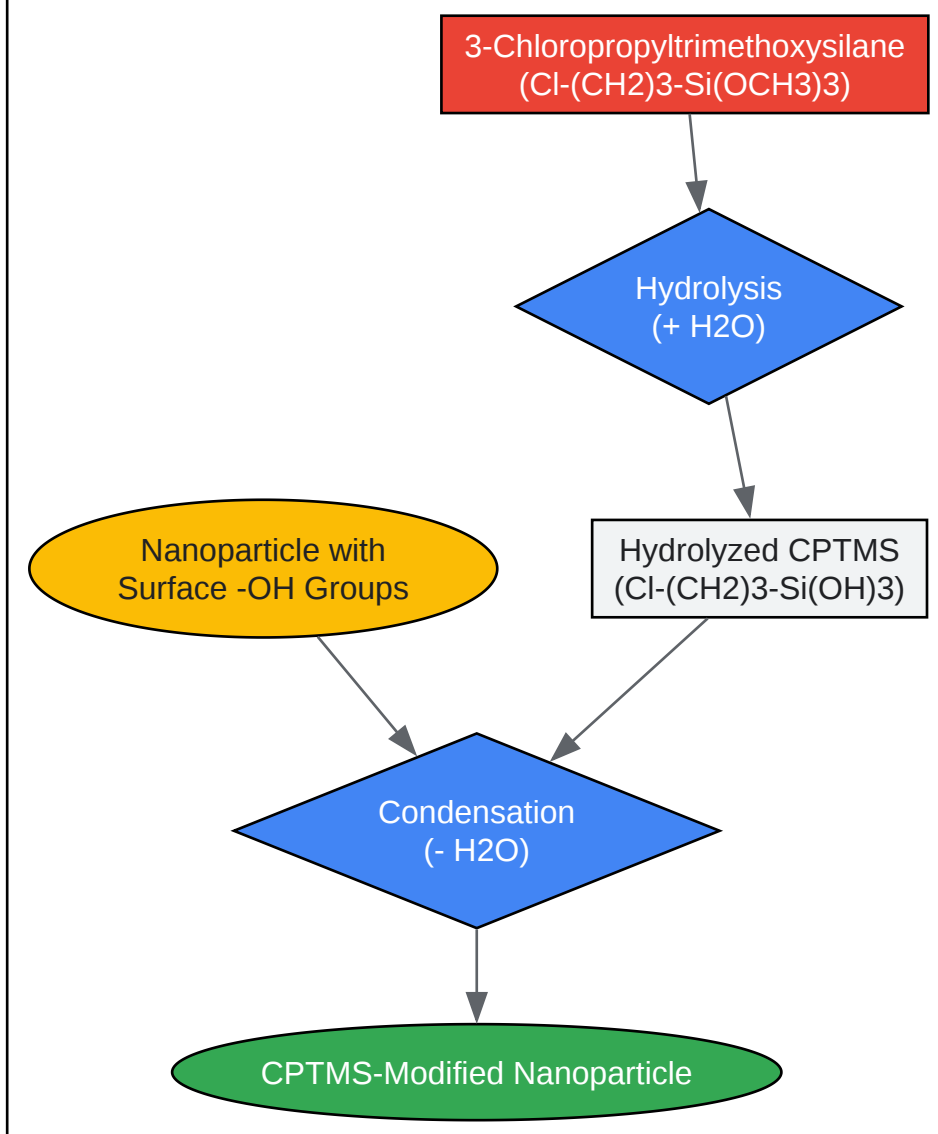 3-Chloropropyltrimethoxysilane
(Cl-(CH2)3-Si(OCH3)3)
Hydrolysis
(+ H2O)
Nanoparticle with
Surface -OH Groups
Hydrolyzed CPTMS
(Cl-(CH2)3-Si(OH)3)
Condensation
(- H2O)
CPTMS-Modified Nanoparticle